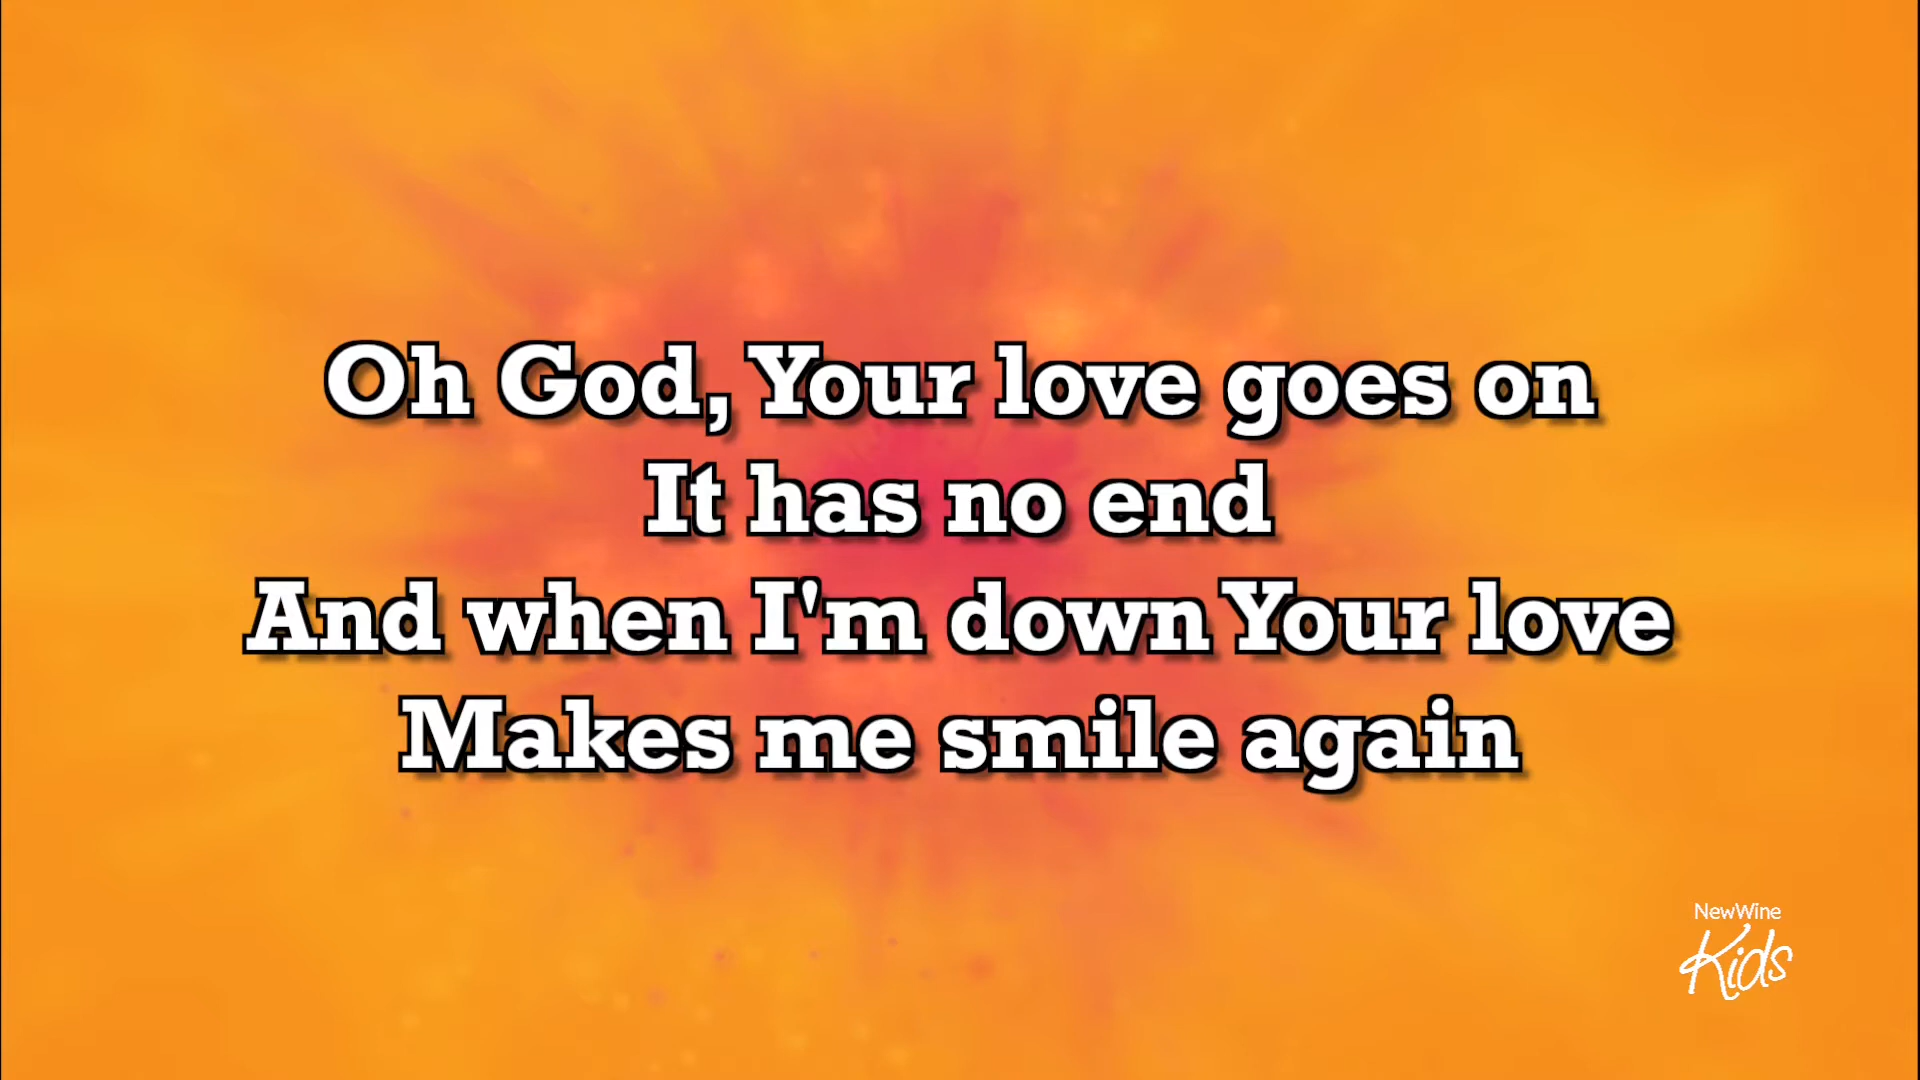 Oh God, Your love goes on
It has no end
And when I'm down Your love
Makes me smile again
NewWine
Kids